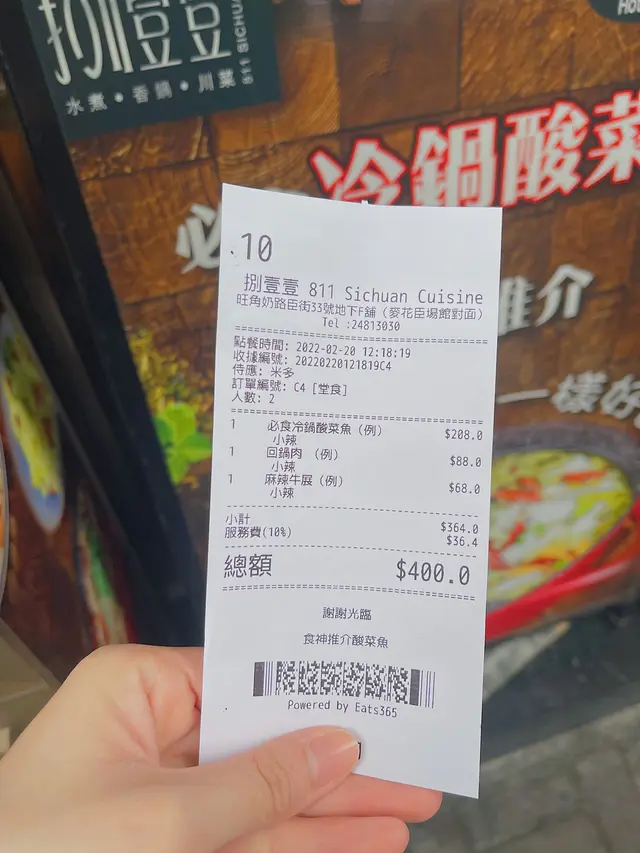 捌壹壹
811 SICHUA
水煮•香鍋•川菜
冷鍋酸菜
必
推介
一樣好
10
捌壹壹 811 Sichuan Cuisine
旺角奶路臣街33號地下F舖 (麥花臣場館對面)
Tel :24813030
點餐時間: 2022-02-20 12:18:19
收據編號: 20220220121819C4
侍應: 米多
訂單編號: C4 [堂食]
人數: 2
1 必食冷鍋酸菜魚 (例) $208.0
小辣
1 回鍋肉 (例) $88.0
小辣
1 麻辣牛展 (例) $68.0
小辣
小計 $364.0
服務費(10%) $36.4
總額 $400.0
謝謝光臨
食神推介酸菜魚
Powered by Eats365